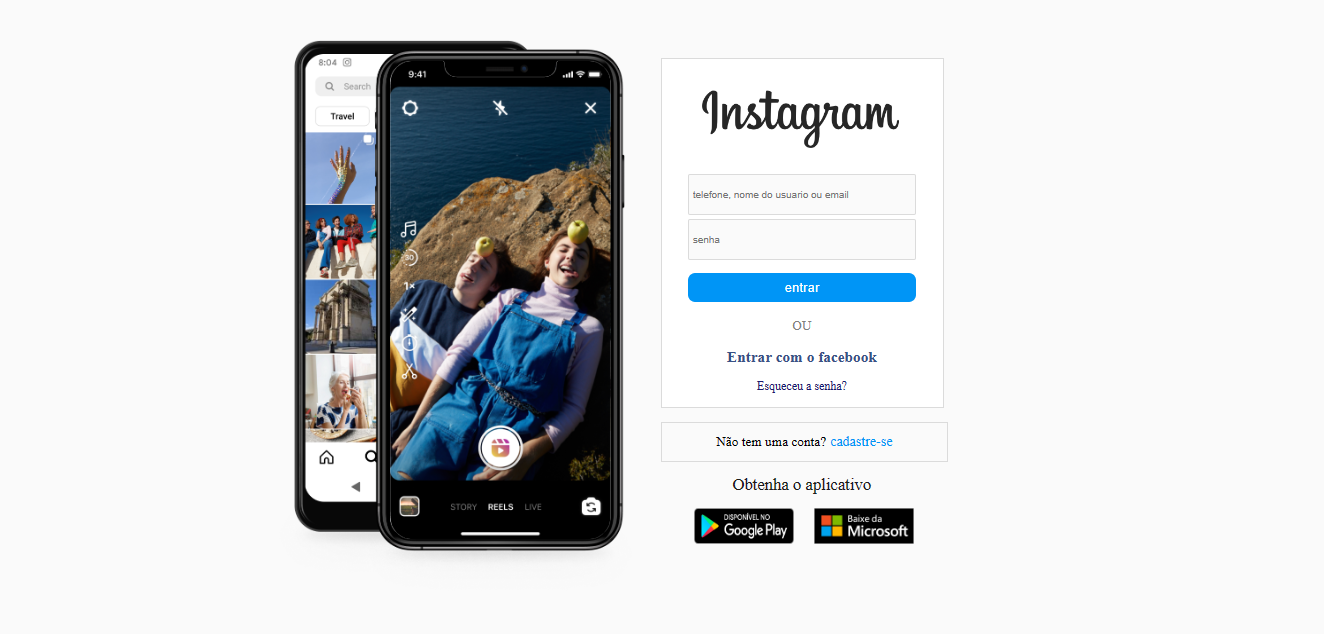 8:04
Search
Travel
9:41
30
1x
STORY REELS LIVE
Instagram
telefone, nome do usuario ou email
senha
entrar
OU
Entrar com o facebook
Esqueceu a senha?
Não tem uma conta? cadastre-se
Obtenha o aplicativo
DISPONÍVEL NO
Google Play
Baixe da
Microsoft